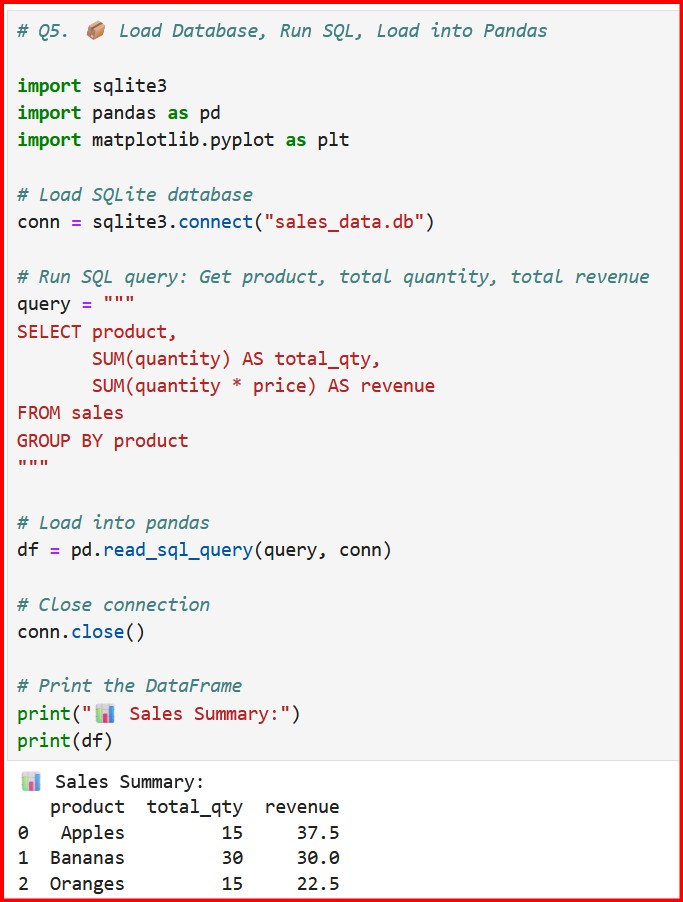 # Q5. 📦 Load Database, Run SQL, Load into Pandas
import sqlite3
import pandas as pd
import matplotlib.pyplot as plt
# Load SQLite database
conn = sqlite3.connect("sales_data.db")
# Run SQL query: Get product, total quantity, total revenue
query = """
SELECT product,
       SUM(quantity) AS total_qty,
       SUM(quantity * price) AS revenue
FROM sales
GROUP BY product
"""
# Load into pandas
df = pd.read_sql_query(query, conn)
# Close connection
conn.close()
# Print the DataFrame
print("📊 Sales Summary:")
print(df)
📊 Sales Summary:
   product  total_qty  revenue
0   Apples         15     37.5
1  Bananas         30     30.0
2  Oranges         15     22.5